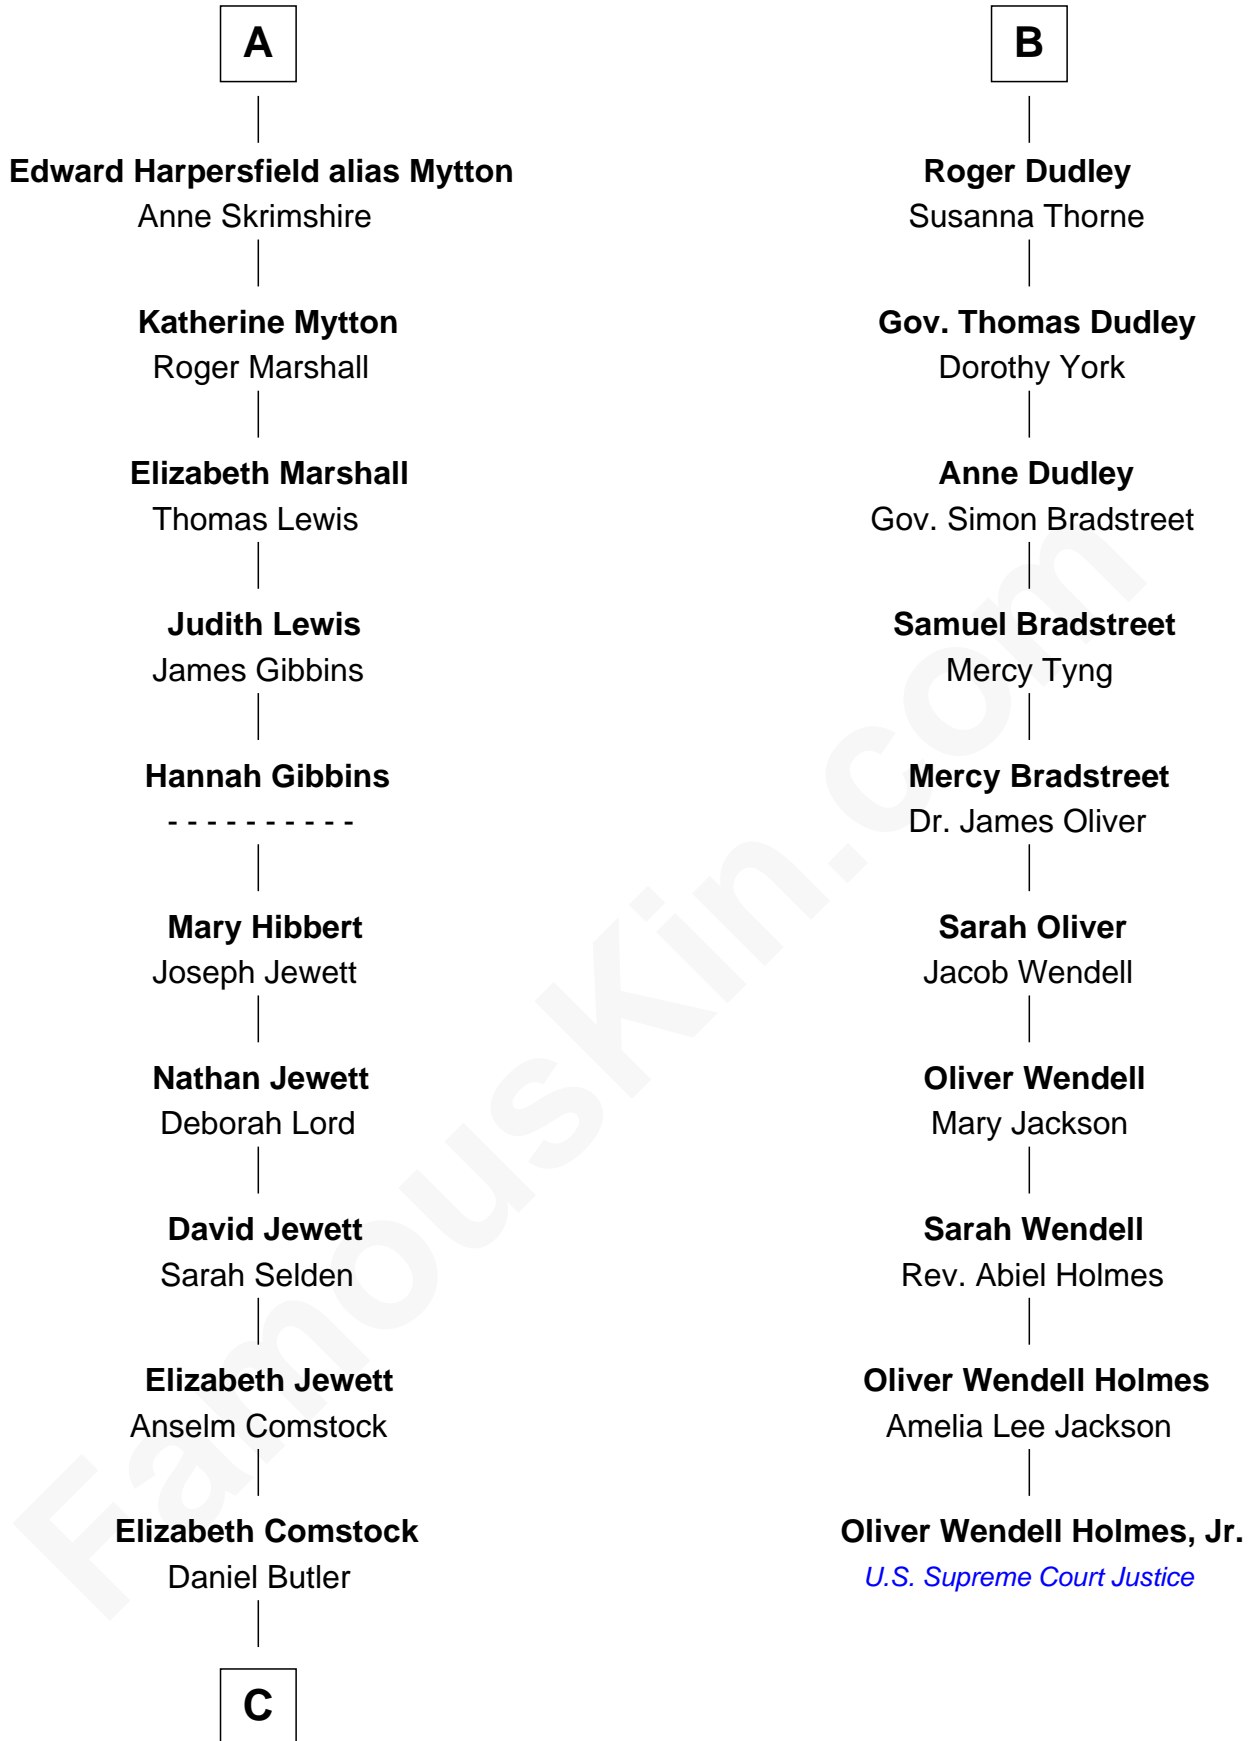 A
Edward Harpersfield alias Mytton
Anne Skrimshire
Katherine Mytton
Roger Marshall
Elizabeth Marshall
Thomas Lewis
Judith Lewis
James Gibbins
Hannah Gibbins
- - - - - - - - - -
Mary Hibbert
Joseph Jewett
Nathan Jewett
Deborah Lord
David Jewett
Sarah Selden
Elizabeth Jewett
Anselm Comstock
Elizabeth Comstock
Daniel Butler
C
B
Roger Dudley
Susanna Thorne
Gov. Thomas Dudley
Dorothy York
Anne Dudley
Gov. Simon Bradstreet
Samuel Bradstreet
Mercy Tyng
Mercy Bradstreet
Dr. James Oliver
Sarah Oliver
Jacob Wendell
Oliver Wendell
Mary Jackson
Sarah Wendell
Rev. Abiel Holmes
Oliver Wendell Holmes
Amelia Lee Jackson
Oliver Wendell Holmes, Jr.
U.S. Supreme Court Justice
FamousKin.com